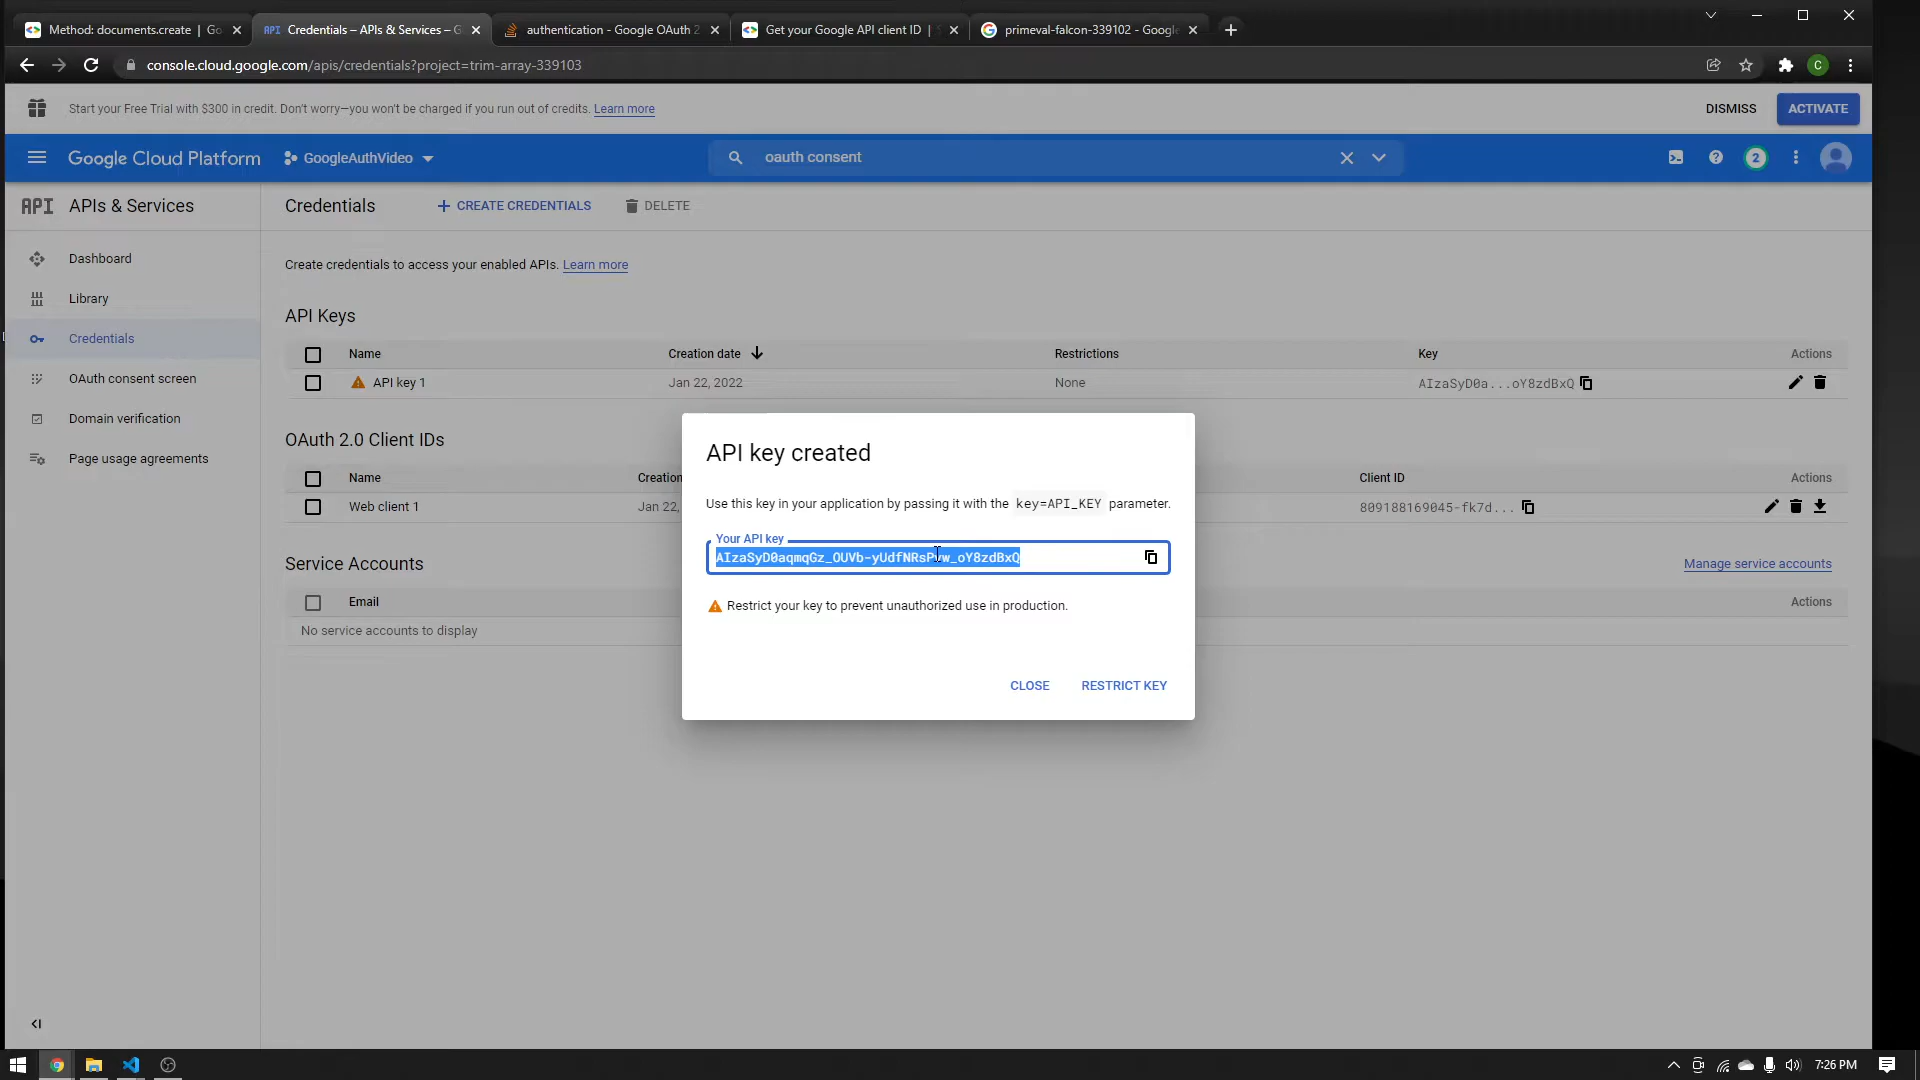 Method: documents.create | Go
Credentials – APIs & Services – G
authentication - Google OAuth 2
Get your Google API client ID |
primeval-falcon-339102 - Google
console.cloud.google.com/apis/credentials?project=trim-array-339103
C
Start your Free Trial with $300 in credit. Don't worry—you won't be charged if you run out of credits. Learn more
DISMISS
ACTIVATE
Google Cloud Platform
GoogleAuthVideo
oauth consent
2
API APIs & Services
Credentials
CREATE CREDENTIALS
DELETE
Dashboard
Library
Credentials
OAuth consent screen
Domain verification
Page usage agreements
Create credentials to access your enabled APIs. Learn more
API Keys
Name Creation date Restrictions Key Actions
API key 1 Jan 22, 2022 None AIzaSyD0a...oY8zdBxQ
OAuth 2.0 Client IDs
Name Creation Client ID Actions
Web client 1 Jan 22, 809188169045-fk7d...
Service Accounts
Manage service accounts
Email Actions
No service accounts to display
API key created
Use this key in your application by passing it with the key=API_KEY parameter.
Your API key
AIzaSyD0aqmqGz_OUVb-yUdfNRsPvw_oY8zdBxQ
Restrict your key to prevent unauthorized use in production.
CLOSE
RESTRICT KEY
7:26 PM